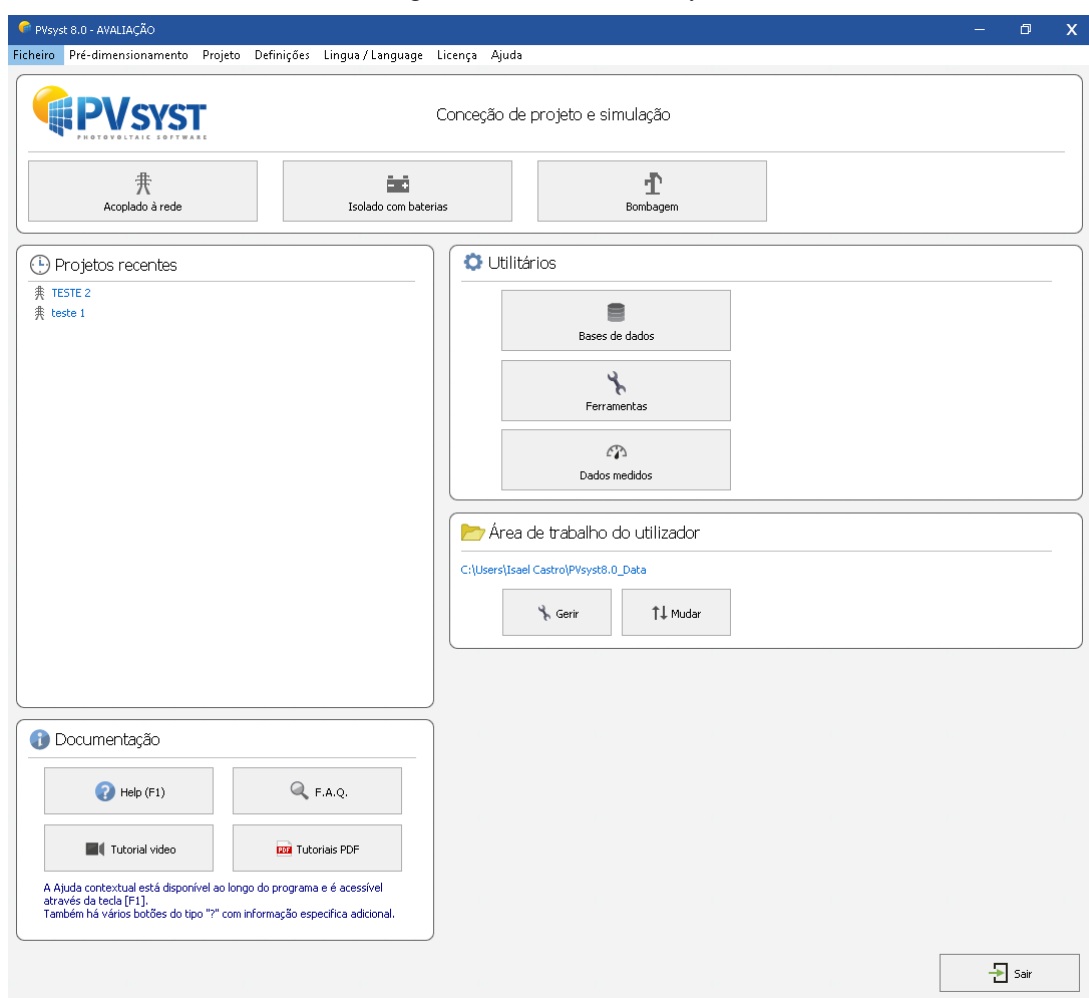 PVsyst 8.0 - AVALIAÇÃO
X
Ficheiro Pré-dimensionamento Projeto Definições Lingua / Language Licença Ajuda
PVSYST
PHOTOVOLTAIC SOFTWARE
Conceção de projeto e simulação
Acoplado à rede
Isolado com baterias
Bombagem
Projetos recentes
TESTE 2
teste 1
Utilitários
Bases de dados
Ferramentas
Dados medidos
Área de trabalho do utilizador
C:\Users\Isael Castro\PVsyst8.0_Data
Gerir
Mudar
Documentação
Help (F1)
F.A.Q.
Tutorial video
PDF Tutoriais PDF
A Ajuda contextual está disponível ao longo do programa e é acessível
através da tecla [F1].
Também há vários botões do tipo "?" com informação especifica adicional.
Sair